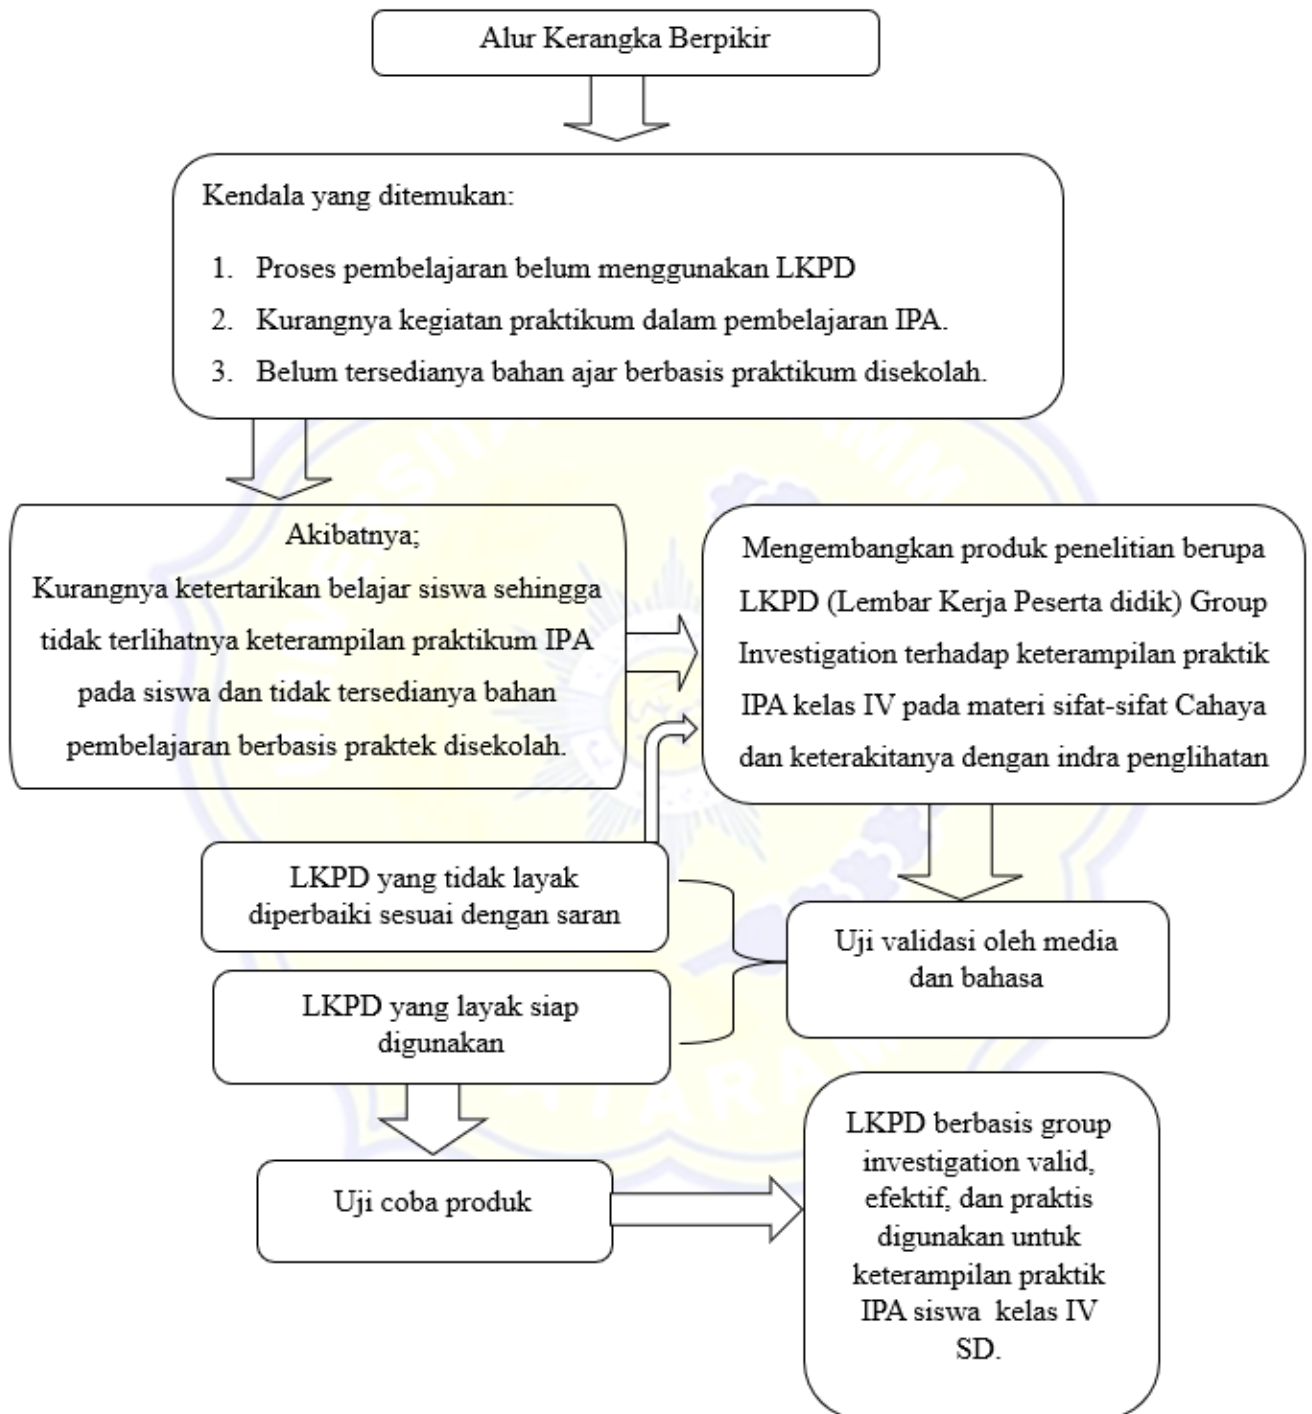 Alur Kerangka Berpikir
Kendala yang ditemukan:
1. Proses pembelajaran belum menggunakan LKPD
2. Kurangnya kegiatan praktikum dalam pembelajaran IPA.
3. Belum tersedianya bahan ajar berbasis praktikum disekolah.
Akibatnya;
Kurangnya ketertarikan belajar siswa sehingga
tidak terlihatnya keterampilan praktikum IPA
pada siswa dan tidak tersedianya bahan
pembelajaran berbasis praktek disekolah.
Mengembangkan produk penelitian berupa
LKPD (Lembar Kerja Peserta didik) Group
Investigation terhadap keterampilan praktik
IPA kelas IV pada materi sifat-sifat Cahaya
dan keterakitanya dengan indra penglihatan
LKPD yang tidak layak
diperbaiki sesuai dengan saran
Uji validasi oleh media
dan bahasa
LKPD yang layak siap
digunakan
Uji coba produk
LKPD berbasis group
investigation valid,
efektif, dan praktis
digunakan untuk
keterampilan praktik
IPA siswa kelas IV
SD.